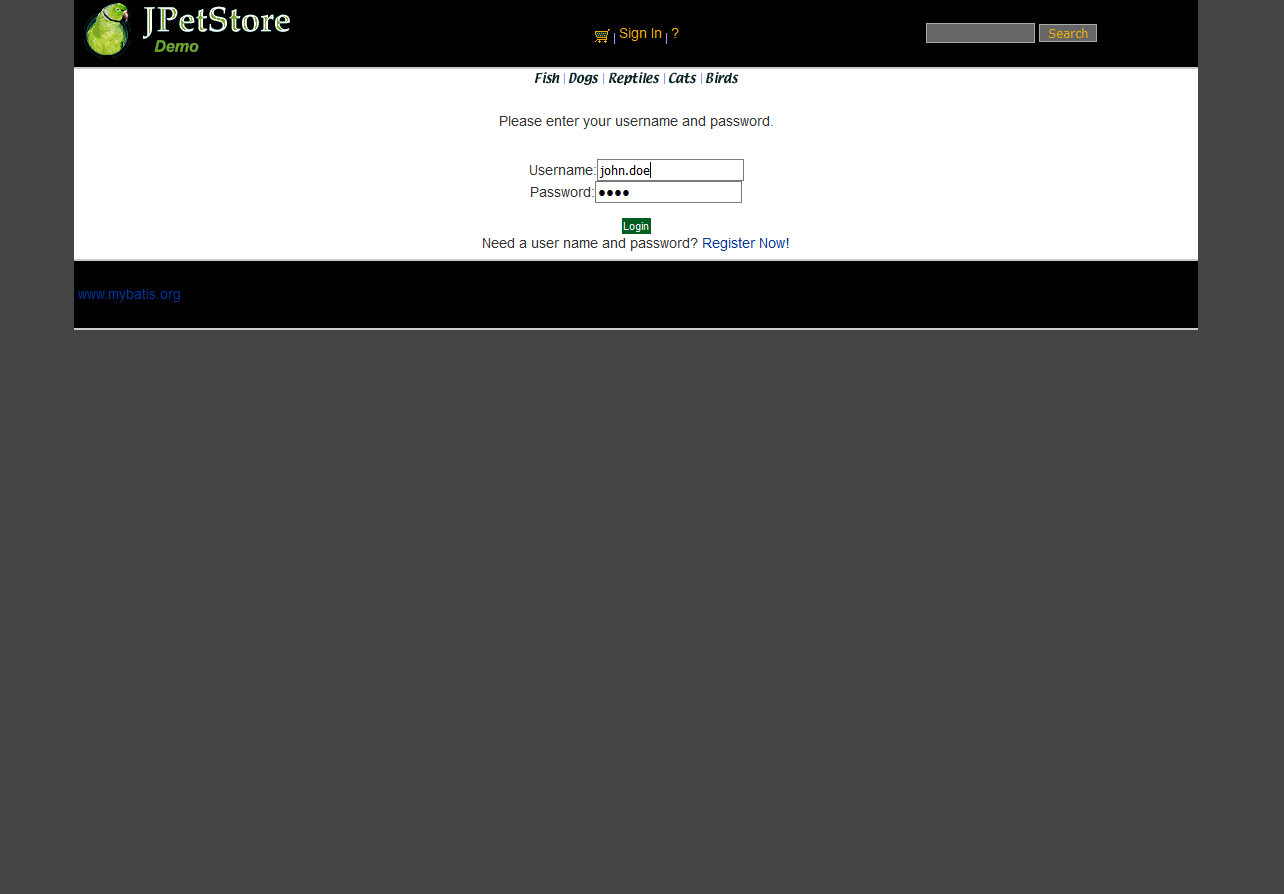 JPetStore
Demo
Sign In | ?
Search
Fish | Dogs | Reptiles | Cats | Birds
Please enter your username and password.
Username: john.doe
Password: ●●●●
Login
Need a user name and password? Register Now!
www.mybatis.org